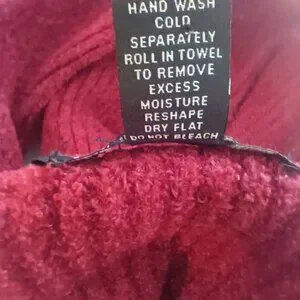 HAND WASH
COLD
SEPARATELY
ROLL IN TOWEL
TO REMOVE
EXCESS
MOISTURE
RESHAPE
DRY FLAT
DO NOT BLEACH